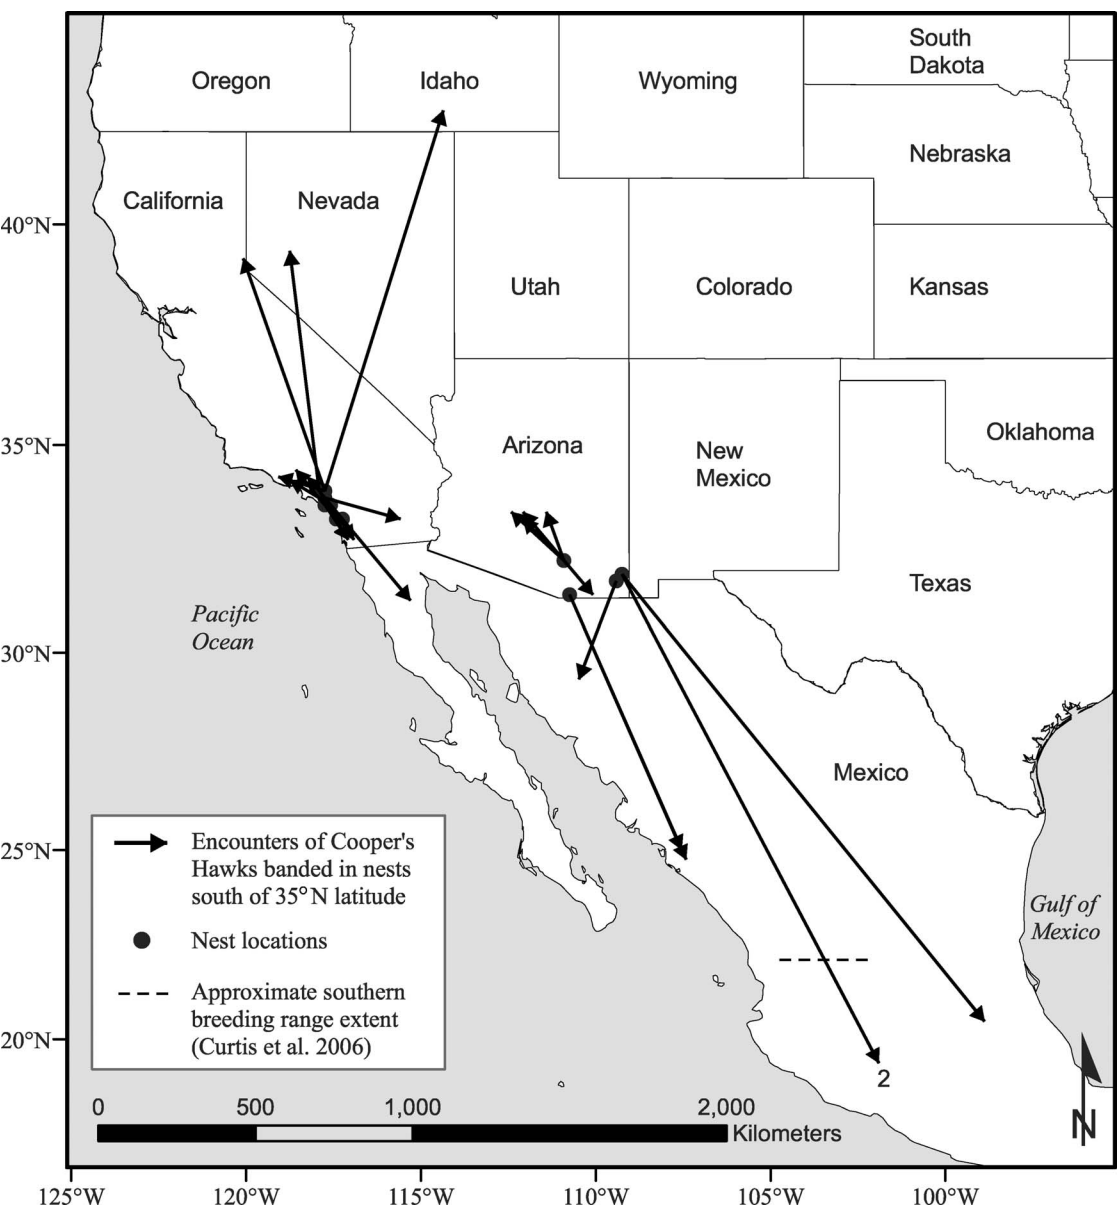 South
Dakota
Oregon
Idaho
Wyoming
Nebraska
California
Nevada
40°N
Utah
Colorado
Kansas
35°N
Arizona
New
Mexico
Oklahoma
Texas
Pacific
Ocean
30°N
Mexico
Encounters of Cooper's
Hawks banded in nests
south of 35°N latitude
25°N
Gulf of
Mexico
Nest locations
Approximate southern
breeding range extent
(Curtis et al. 2006)
20°N
2
0 500 1,000 2,000
Kilometers
N
125°W 120°W 115°W 110°W 105°W 100°W